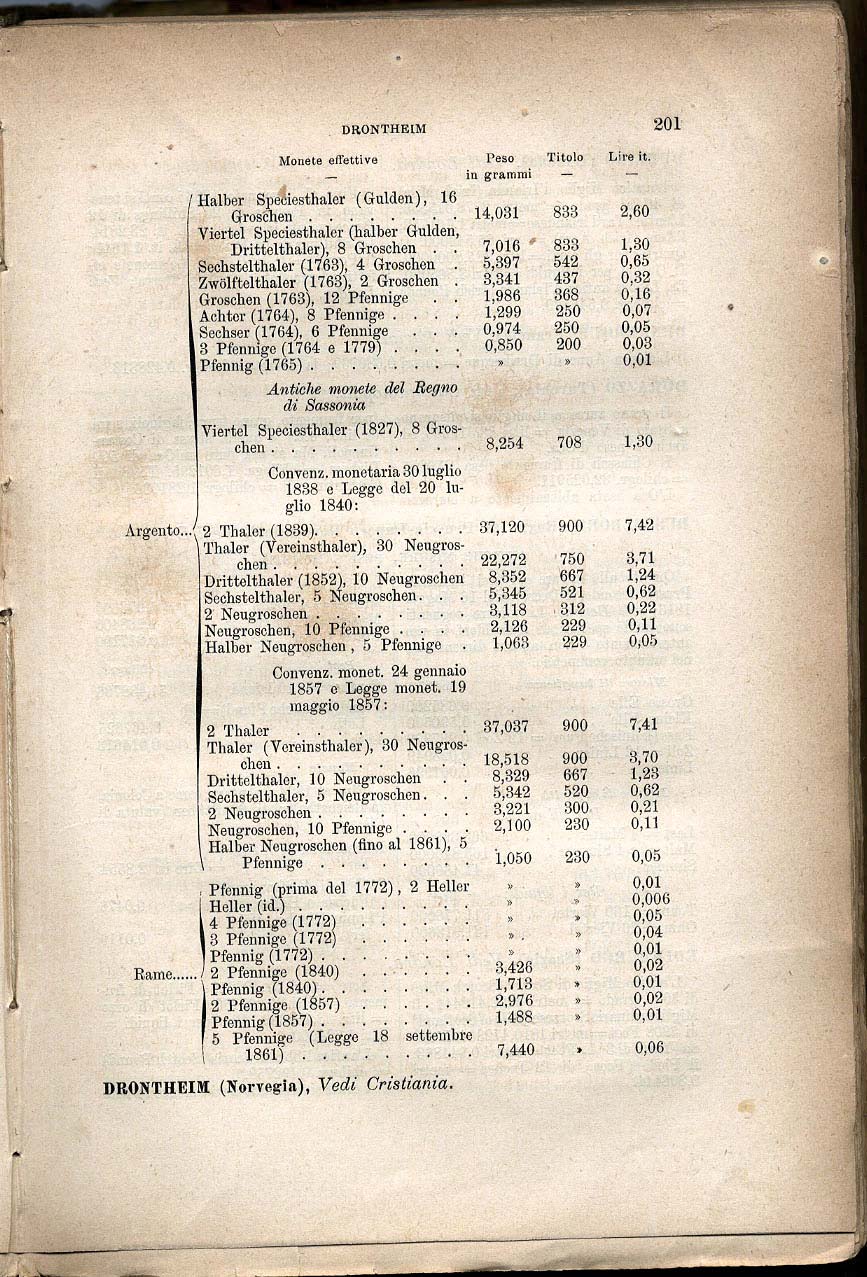 DRONTHEIM 201
Monete effettive Peso Titolo Lire it.
— in grammi — —
Halber Speciesthaler (Gulden), 16
Groschen . . . . . . . . 14,031 833 2,60
Viertel Speciesthaler (halber Gulden,
Drittelthaler), 8 Groschen . . 7,016 833 1,30
Sechstelthaler (1763), 4 Groschen . 5,397 542 0,65
Zwölftelthaler (1763), 2 Groschen . 3,341 437 0,32
Groschen (1763), 12 Pfennige . . 1,986 368 0,16
Achter (1764), 8 Pfennige . . . . 1,299 250 0,07
Sechser (1764), 6 Pfennige . . 0,974 250 0,05
3 Pfennige (1764 e 1779) . . . . 0,850 200 0,03
Pfennig (1765) . . . . . . . . » » 0,01
Antiche monete del Regno
di Sassonia
Viertel Speciesthaler (1827), 8 Gros-
chen . . . . . . . . . . 8,254 708 1,30
Convenz. monetaria 30 luglio
1838 e Legge del 20 lu-
glio 1840:
Argento... 2 Thaler (1839). . . . . . . . 37,120 900 7,42
Thaler (Vereinsthaler), 30 Neugros-
chen . . . . . . . . . . 22,272 750 3,71
Drittelthaler (1852), 10 Neugroschen 8,352 667 1,24
Sechstelthaler, 5 Neugroschen. . . 5,345 521 0,62
2 Neugroschen . . . . . . . . 3,118 312 0,22
Neugroschen, 10 Pfennige . . . . 2,126 229 0,11
Halber Neugroschen , 5 Pfennige . 1,063 229 0,05
Convenz. monet. 24 gennaio
1857 e Legge monet. 19
maggio 1857:
2 Thaler . . . . . . . . . 37,037 900 7,41
Thaler (Vereinsthaler), 30 Neugros-
chen . . . . . . . . . . 18,518 900 3,70
Drittelthaler, 10 Neugroschen . . 8,329 667 1,23
Sechstelthaler, 5 Neugroschen. . . 5,342 520 0,62
2 Neugroschen . . . . . . . . 3,221 300 0,21
Neugroschen, 10 Pfennige . . . . 2,100 230 0,11
Halber Neugroschen (fino al 1861), 5
Pfennige . . . . . . . . 1,050 230 0,05
Pfennig (prima del 1772) , 2 Heller » » 0,01
Heller (id.) . . . . . . . . . » » 0,006
4 Pfennige (1772) . . . . . . » » 0,05
3 Pfennige (1772) . . . . . . » » 0,04
Pfennig (1772) . . . . . . . . » » 0,01
Rame...... 2 Pfennige (1840) . . . . . . 3,426 » 0,02
Pfennig (1840) . . . . . . . . 1,713 » 0,01
2 Pfennige (1857) . . . . . . 2,976 » 0,02
Pfennig (1857) . . . . . . . . 1,488 » 0,01
5 Pfennige (Legge 18 settembre
1861) . . . . . . . . . 7,440 » 0,06
DRONTHEIM (Norvegia), Vedi Cristiania.